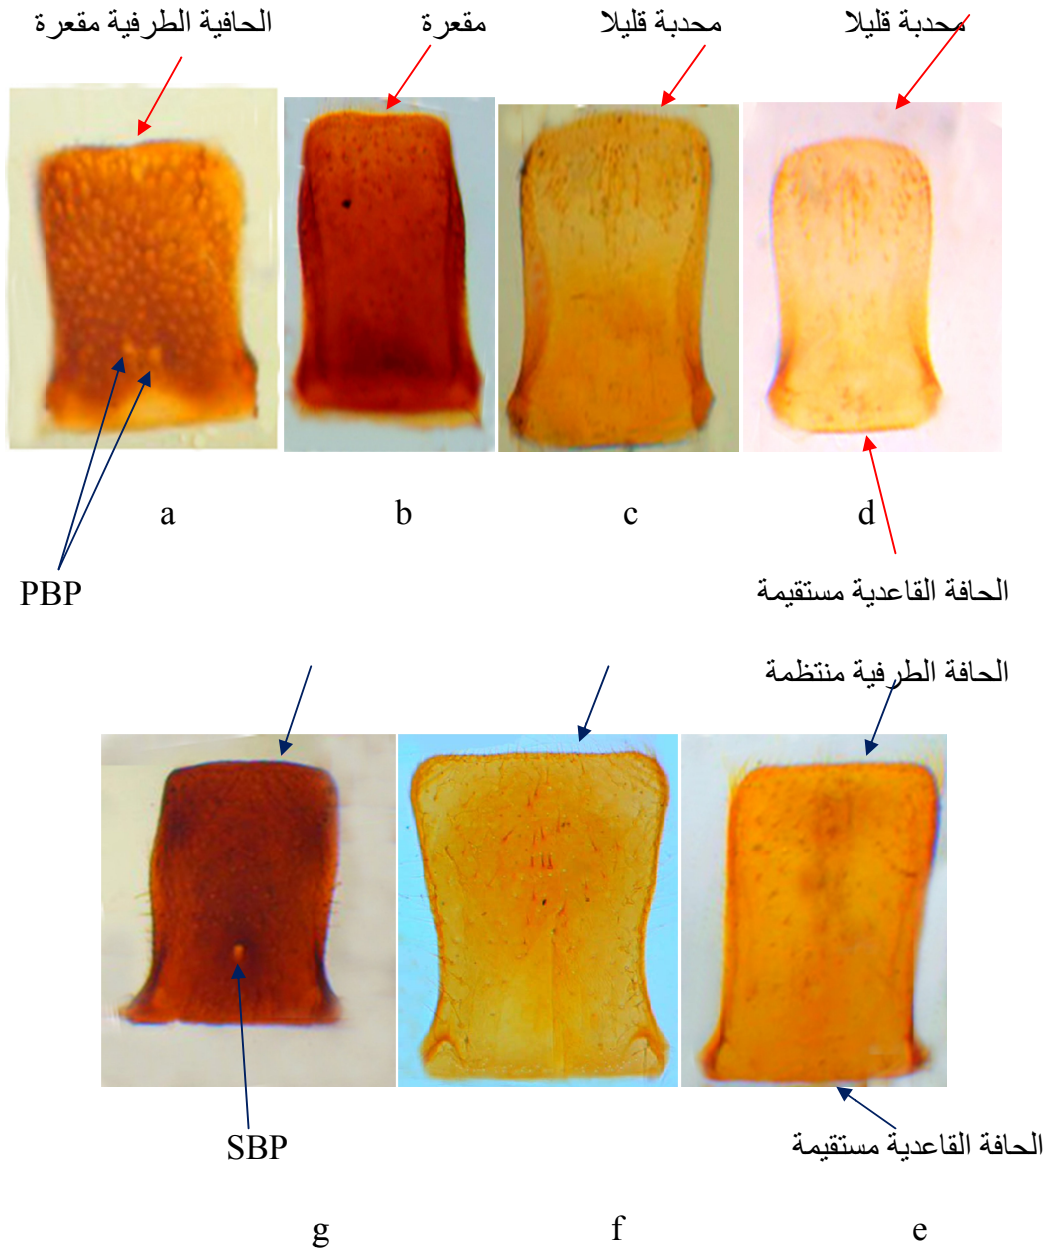 الحافية الطرفية مقعرة
مقعرة
محدبة قليلا
محدبة قليلا
a
b
c
d
PBP
الحافة القاعدية مستقيمة
الحافة الطرفية منتظمة
SBP
الحافة القاعدية مستقيمة
g
f
e